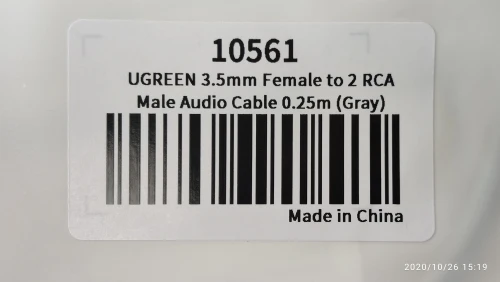 10561
UGREEN 3.5mm Female to 2 RCA
Male Audio Cable 0.25m (Gray)
Made in China
2020/10/26 15:19